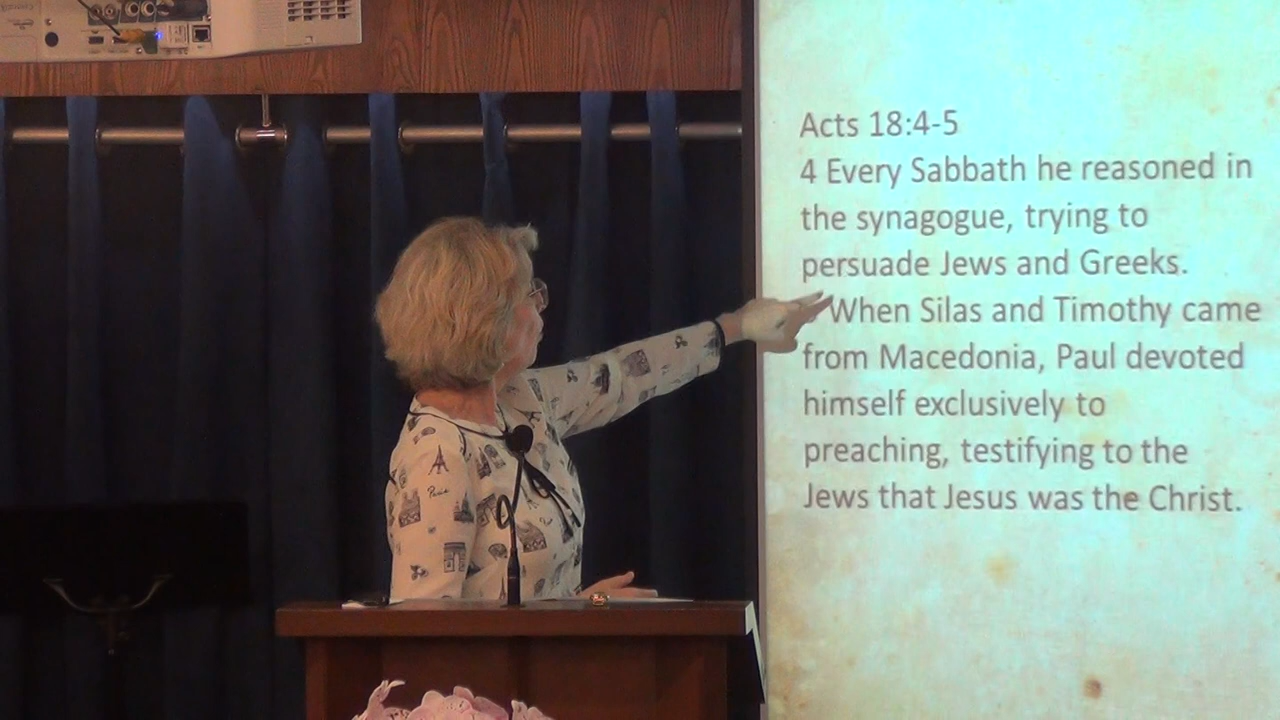 Acts 18:4-5
4 Every Sabbath he reasoned in
the synagogue, trying to
persuade Jews and Greeks.
When Silas and Timothy came
from Macedonia, Paul devoted
himself exclusively to
preaching, testifying to the
Jews that Jesus was the Christ.
Paris